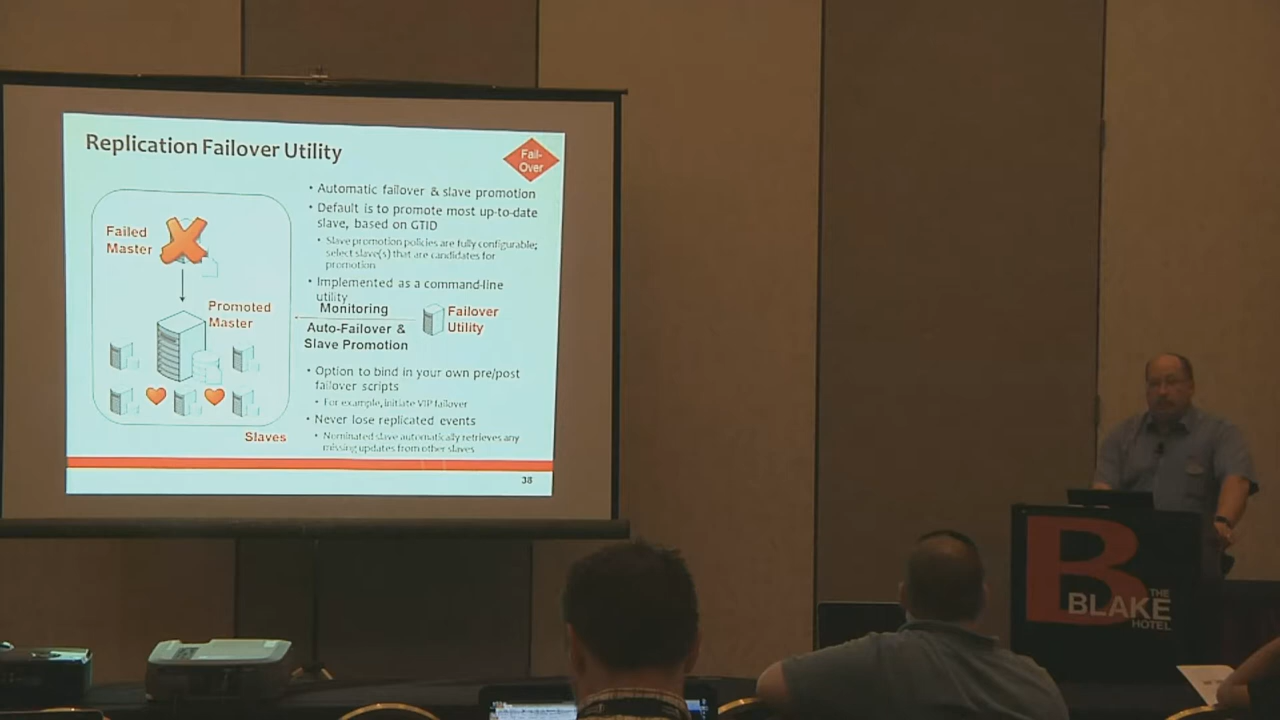 Replication Failover Utility
Fail-
Over
Failed
Master
Promoted
Master
Slaves
• Automatic failover & slave promotion
• Default is to promote most up-to-date
slave, based on GTID
• Slave promotion policies are fully configurable;
select slave(s) that are candidates for
promotion
• Implemented as a command-line
utility
Monitoring
Auto-Failover &
Slave Promotion
Failover
Utility
• Option to bind in your own pre/post
failover scripts
• For example, initiate VIP failover
• Never lose replicated events
• Nominated slave automatically retrieves any
missing updates from other slaves
38
B
THE
BLAKE
HOTEL